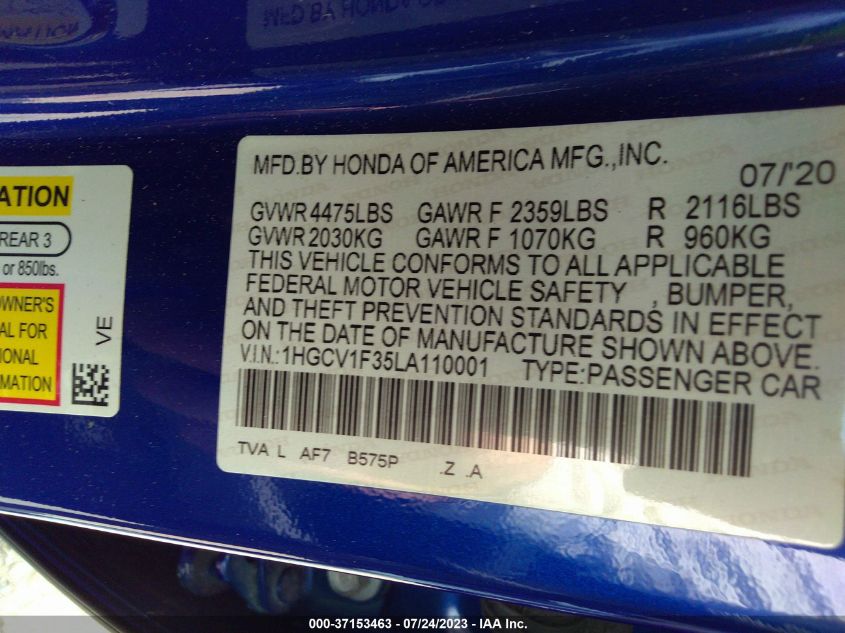 ATION
REAR 3
or 850lbs.
OWNER'S
AL FOR
IONAL
MATION
VE
MFD.BY HONDA OF AMERICA MFG.,INC.
07/'20
GVWR 4475LBS GAWR F 2359LBS R 2116LBS
GVWR 2030KG GAWR F 1070KG R 960KG
THIS VEHICLE CONFORMS TO ALL APPLICABLE
FEDERAL MOTOR VEHICLE SAFETY , BUMPER,
AND THEFT PREVENTION STANDARDS IN EFFECT
ON THE DATE OF MANUFACTURE SHOWN ABOVE.
V.I.N.:1HGCV1F35LA110001 TYPE:PASSENGER CAR
TVA L AF7 B575P .Z .A
000-37153463 - 07/24/2023 - IAA Inc.